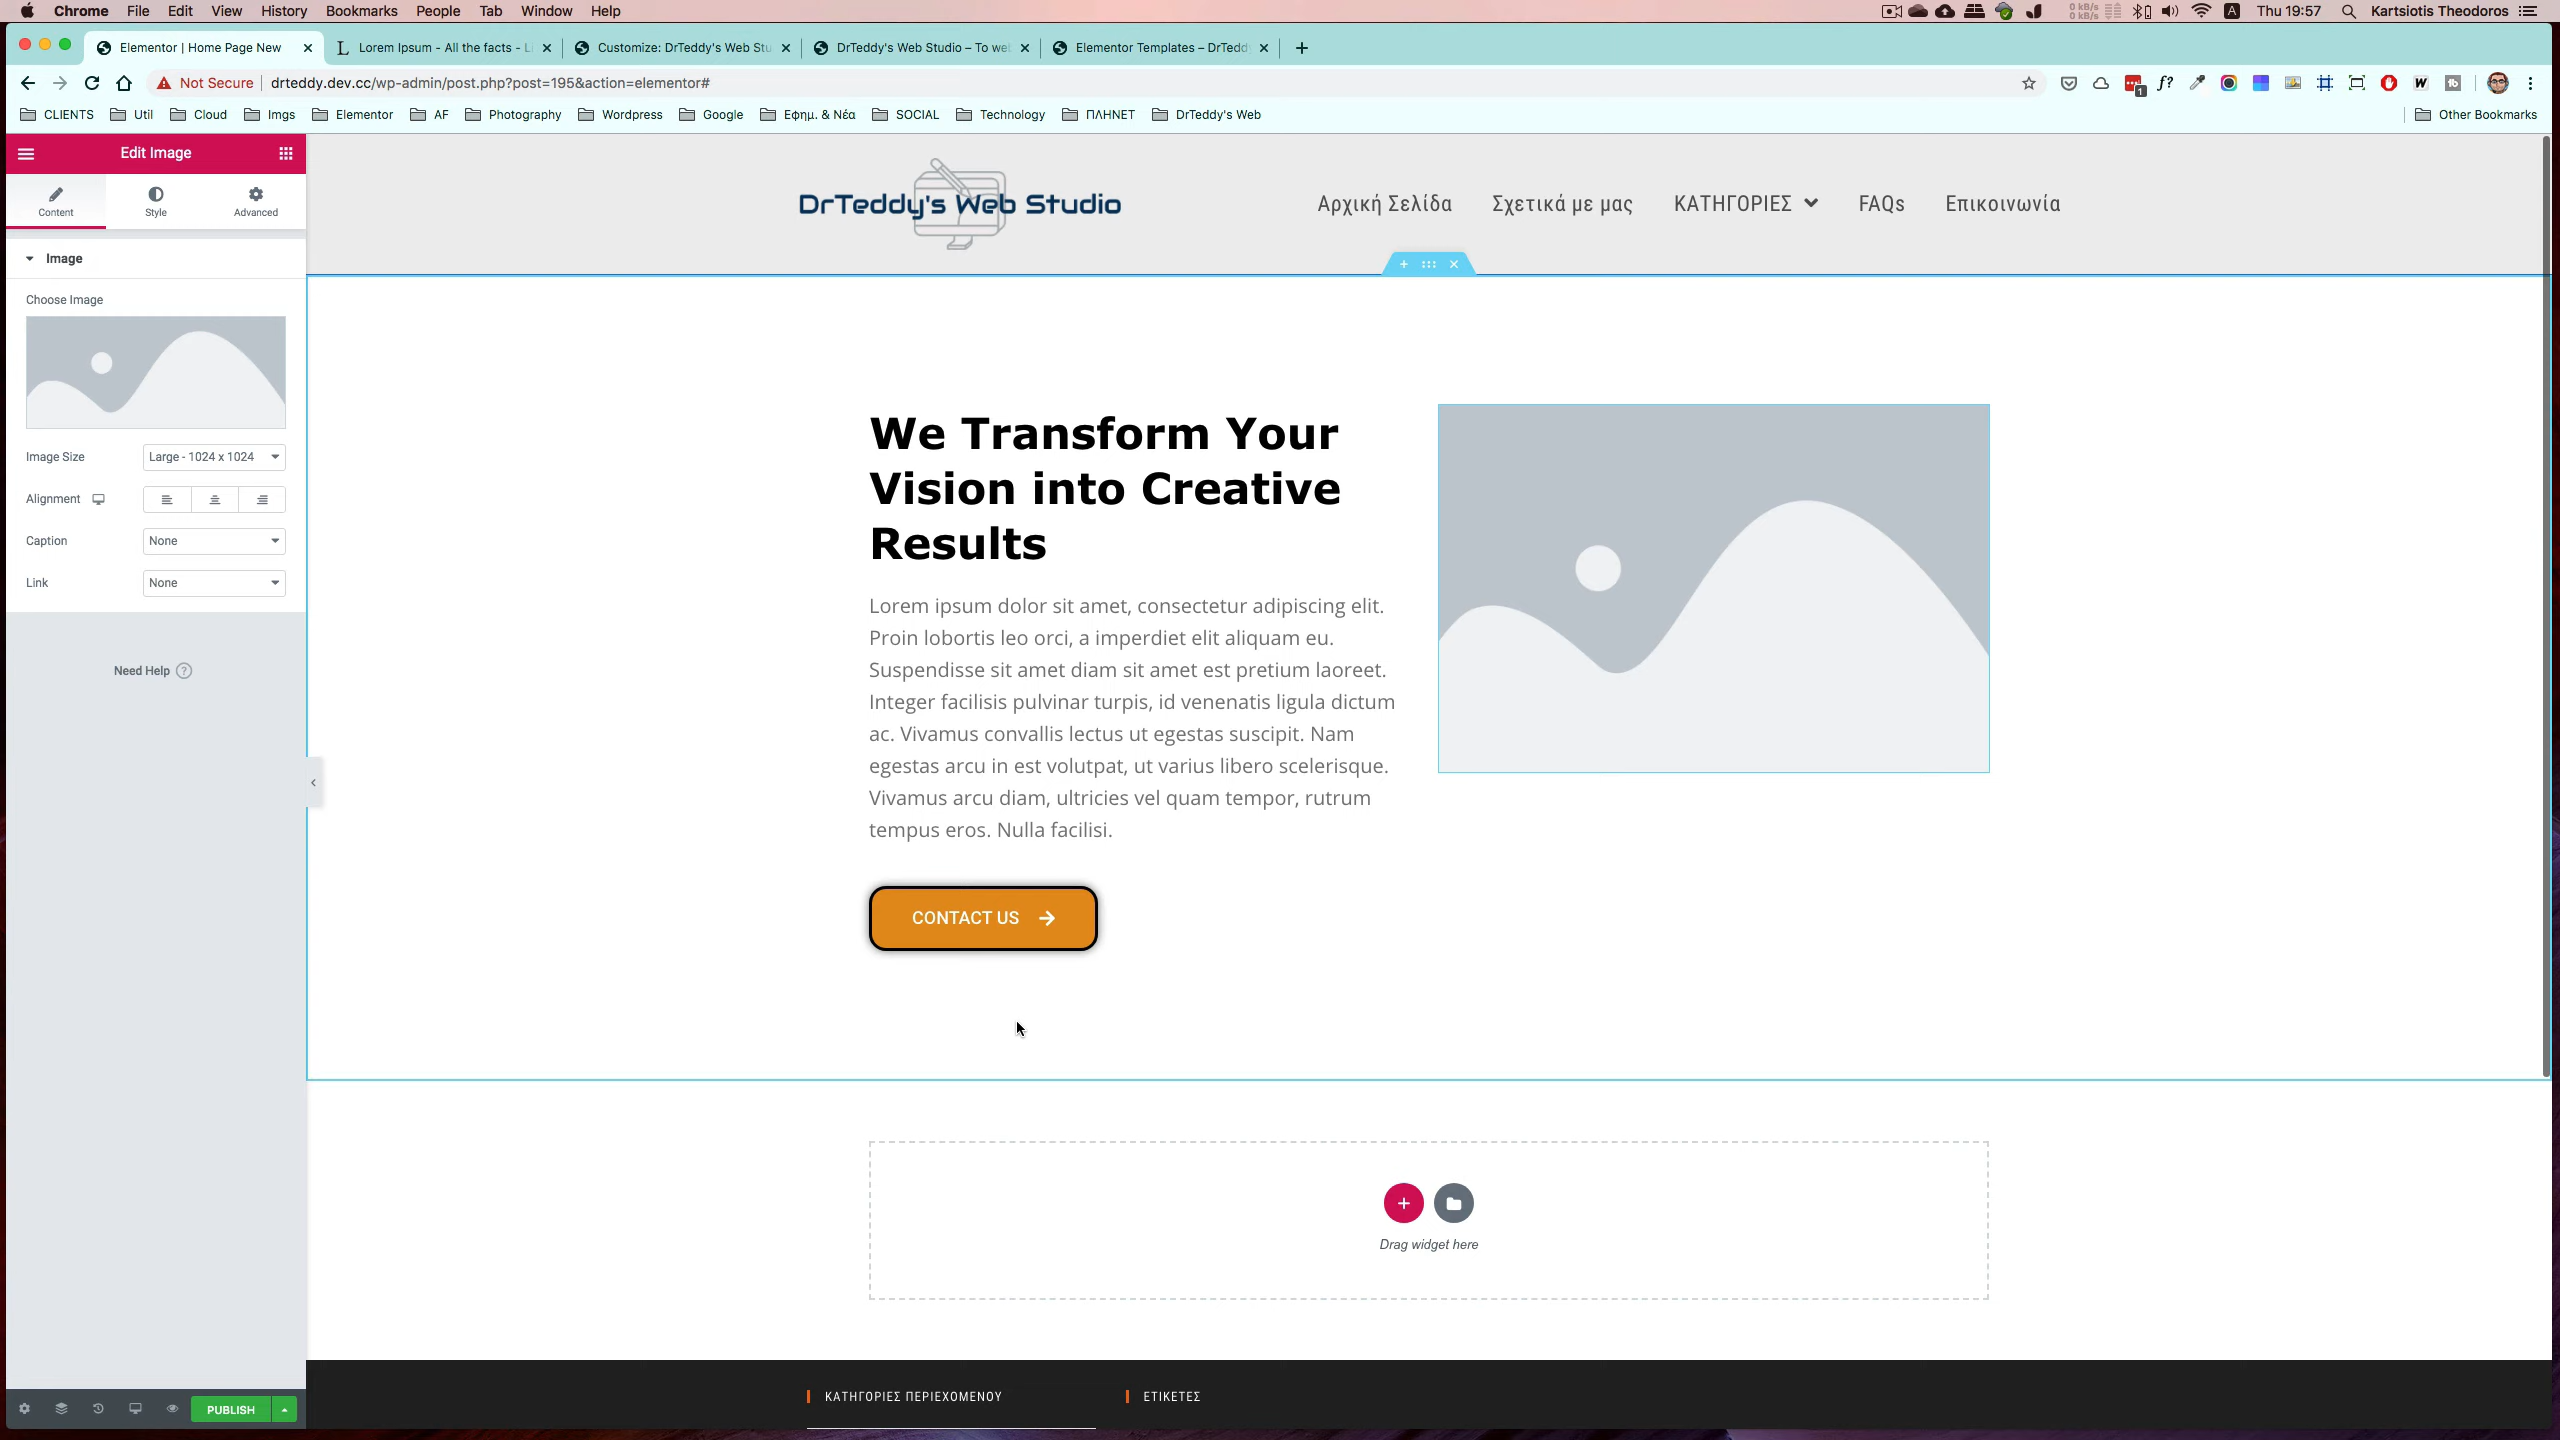 Chrome File Edit View History Bookmarks People Tab Window Help
0 kB/s
0 kB/s
A Thu 19:57 Kartsiotis Theodoros
Elementor | Home Page New
Lorem Ipsum - All the facts - L
Customize: DrTeddy's Web Stu
DrTeddy's Web Studio – To we
Elementor Templates – DrTedd
Not Secure drteddy.dev.cc/wp-admin/post.php?post=195&action=elementor#
CLIENTS Util Cloud Imgs Elementor AF Photography Wordpress Google Εφημ. & Νέα SOCIAL Technology ΠΛΗΝΕΤ DrTeddy's Web Other Bookmarks
Edit Image
Content Style Advanced
Image
Choose Image
Image Size Large - 1024 x 1024
Alignment
Caption None
Link None
Need Help ?
PUBLISH
DrTeddy's Web Studio
Αρχική Σελίδα Σχετικά με μας ΚΑΤΗΓΟΡΙΕΣ FAQs Επικοινωνία
We Transform Your
Vision into Creative
Results
Lorem ipsum dolor sit amet, consectetur adipiscing elit.
Proin lobortis leo orci, a imperdiet elit aliquam eu.
Suspendisse sit amet diam sit amet est pretium laoreet.
Integer facilisis pulvinar turpis, id venenatis ligula dictum
ac. Vivamus convallis lectus ut egestas suscipit. Nam
egestas arcu in est volutpat, ut varius libero scelerisque.
Vivamus arcu diam, ultricies vel quam tempor, rutrum
tempus eros. Nulla facilisi.
CONTACT US
Drag widget here
ΚΑΤΗΓΟΡΙΕΣ ΠΕΡΙΕΧΟΜΕΝΟΥ
ΕΤΙΚΕΤΕΣ